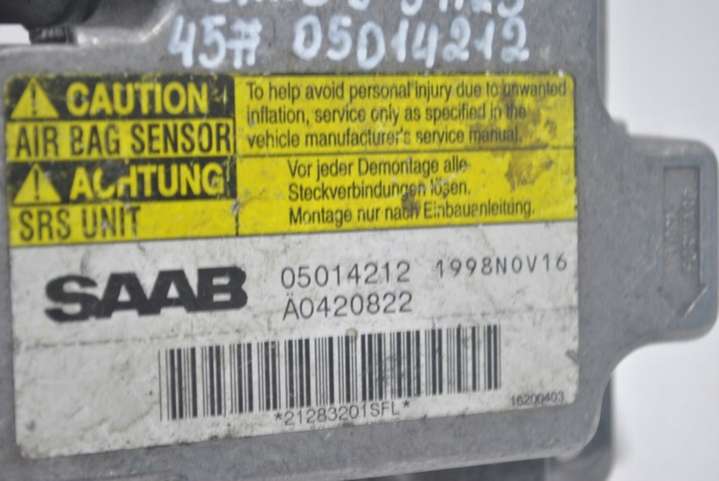 45# 05014212
CAUTION
AIR BAG SENSOR
To help avoid personal injury due to unwanted
inflation, service only as specified in the
vehicle manufacturer's service manual.
ACHTUNG
SRS UNIT
Vor jeder Demontage alle
Steckverbindungen lösen.
Montage nur nach Einbauanleitung.
SAAB
05014212 1998NOV16
A0420822
*21283201SFL*
16200403